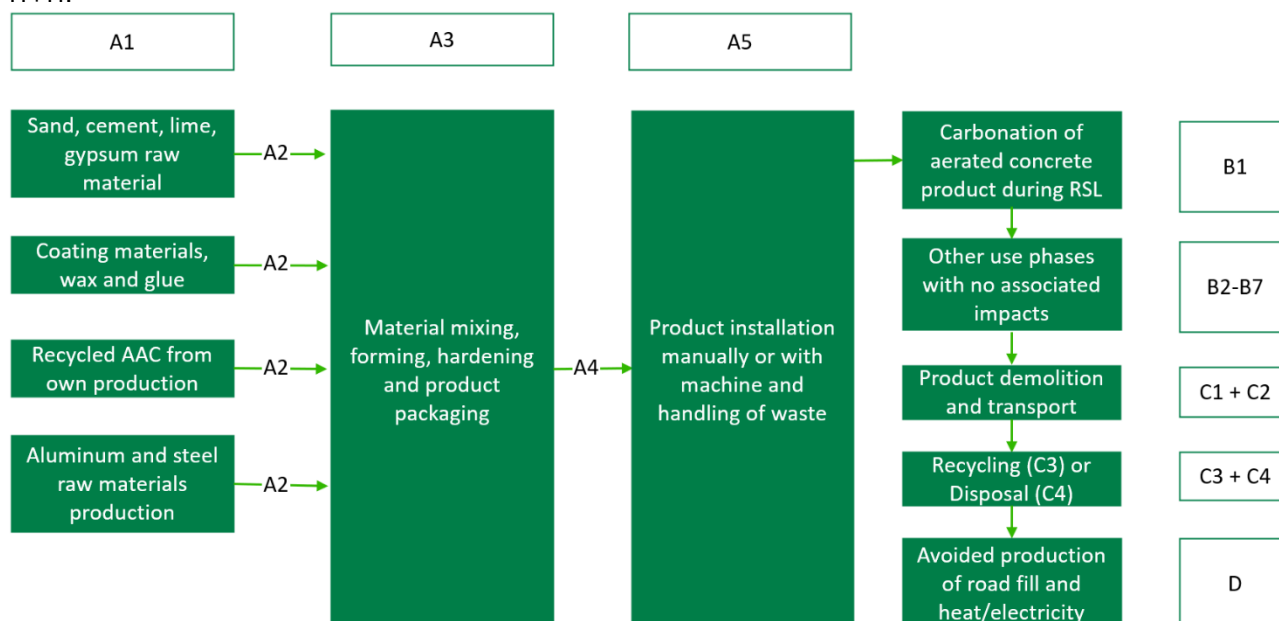 A1
A3
A5
Sand, cement, lime,
gypsum raw
material
A2
Coating materials,
wax and glue
A2
Recycled AAC from
own production
A2
Aluminum and steel
raw materials
production
A2
Material mixing,
forming, hardening
and product
packaging
A4
Product installation
manually or with
machine and
handling of waste
Carbonation of
aerated concrete
product during RSL
B1
Other use phases
with no associated
impacts
B2-B7
Product demolition
and transport
C1 + C2
Recycling (C3) or
Disposal (C4)
C3 + C4
Avoided production
of road fill and
heat/electricity
D